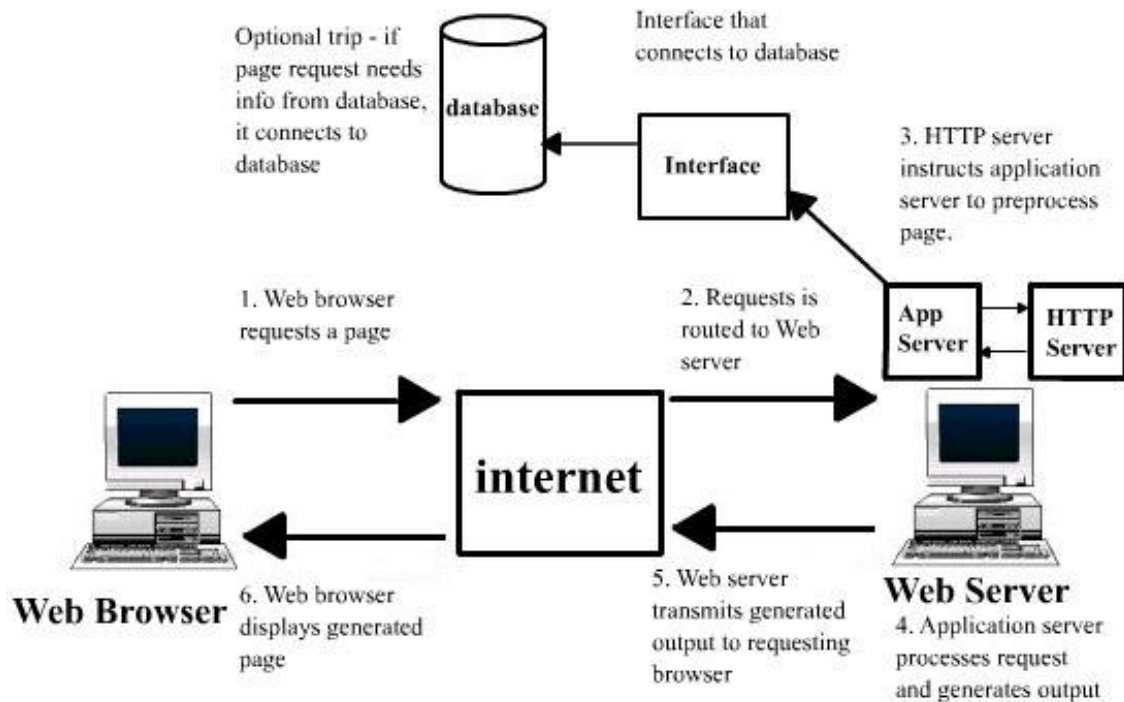 Optional trip - if
page request needs
info from database,
it connects to
database
database
Interface that
connects to database
Interface
3. HTTP server
instructs application
server to preprocess
page.
1. Web browser
requests a page
2. Requests is
routed to Web
server
App
Server
HTTP
Server
internet
Web Browser
6. Web browser
displays generated
page
5. Web server
transmits generated
output to requesting
browser
Web Server
4. Application server
processes request
and generates output